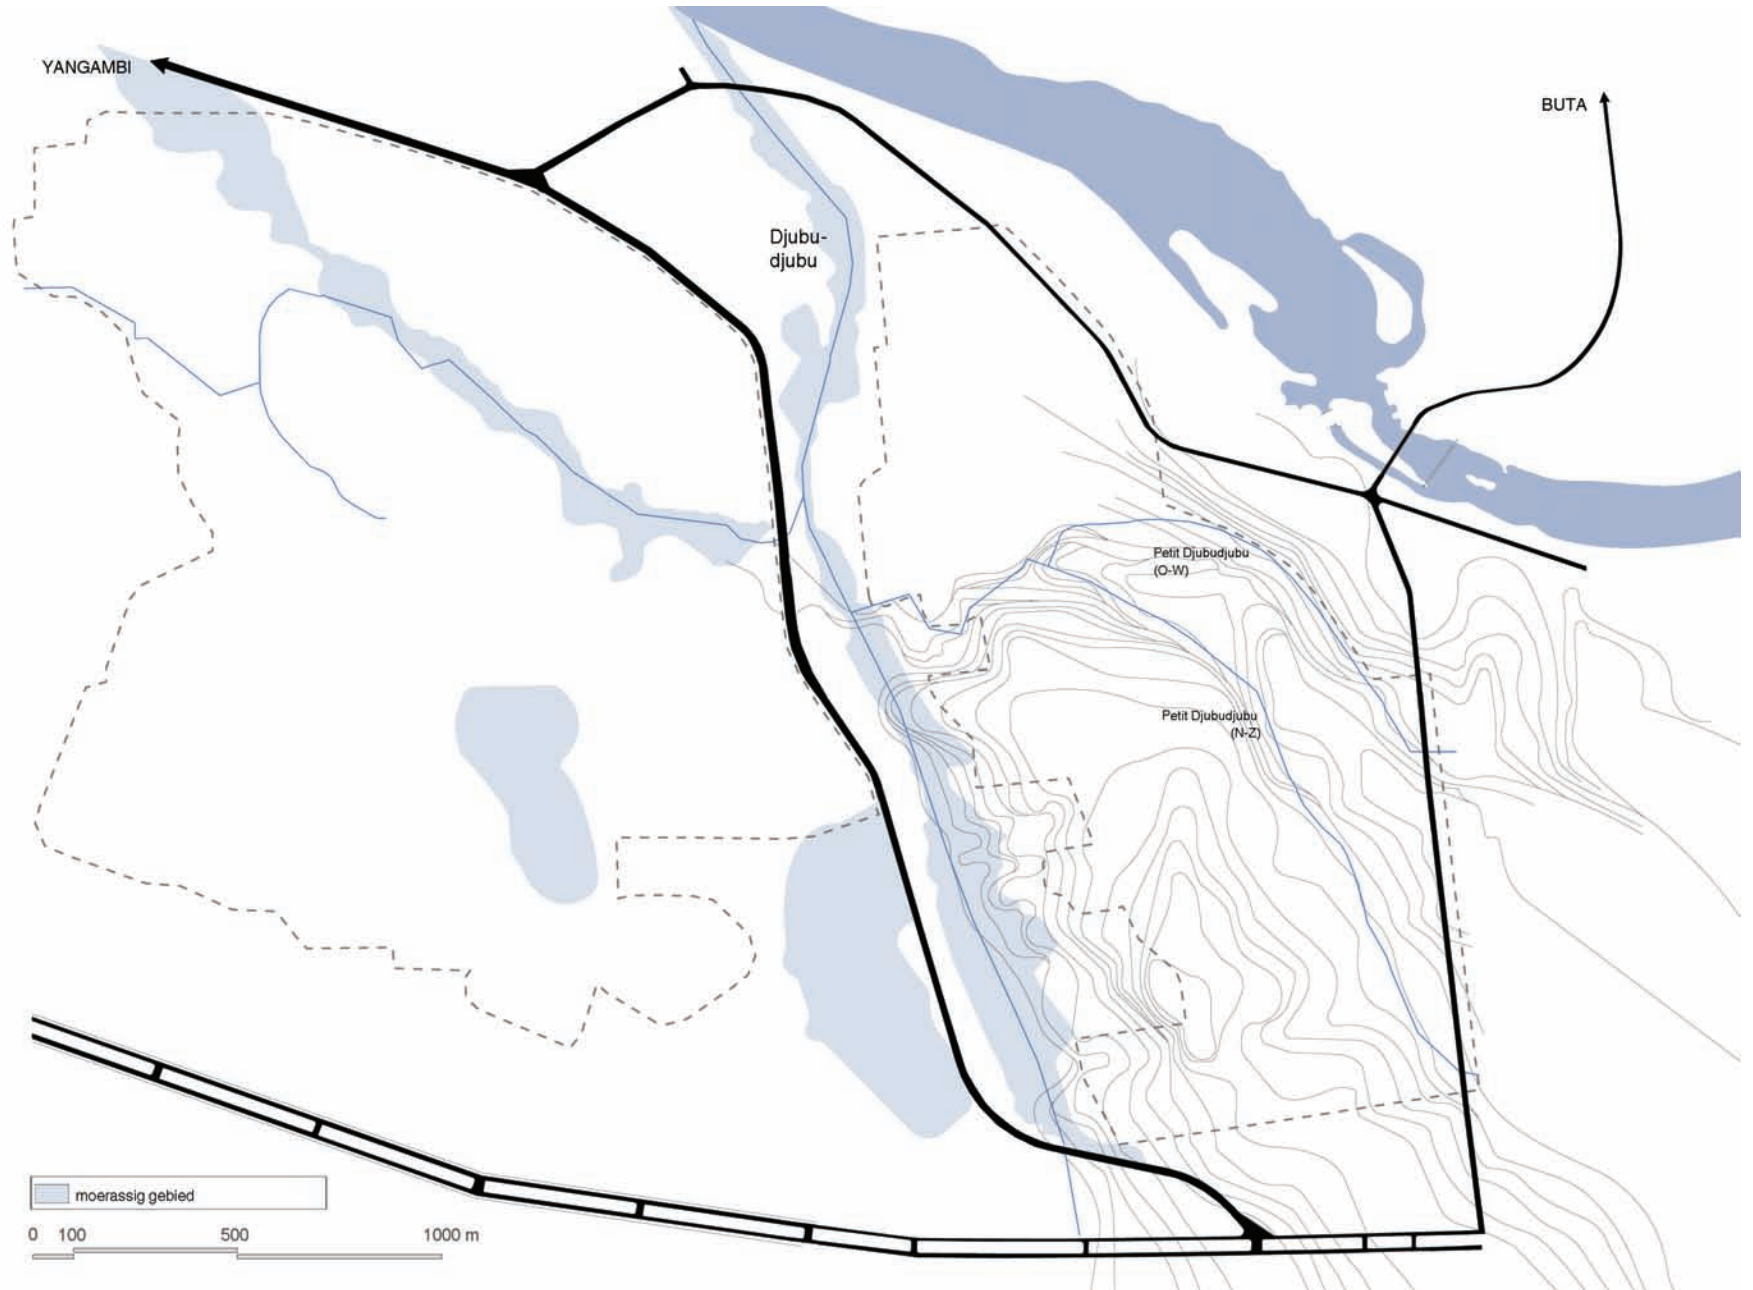 YANGAMBI
BUTA
Djubu-
djubu
Petit Djubudjubu
(O-W)
Petit Djubudjubu
(N-Z)
moerassig gebied
0 100 500 1000 m